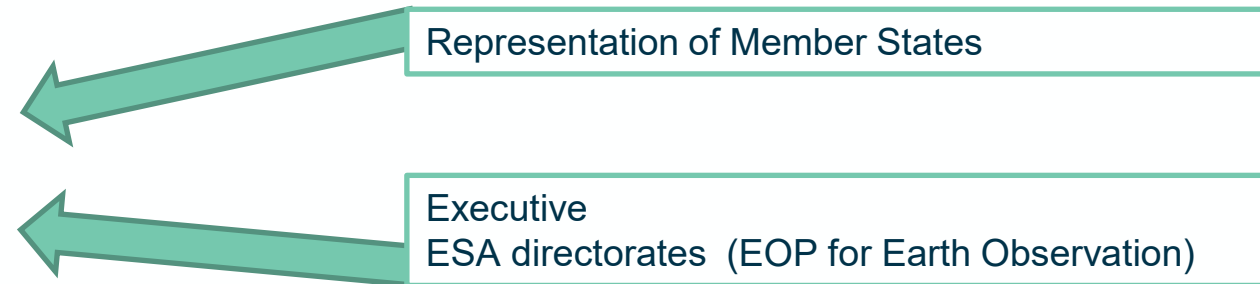 Representation of Member States
Executive
ESA directorates  (EOP for Earth Observation)